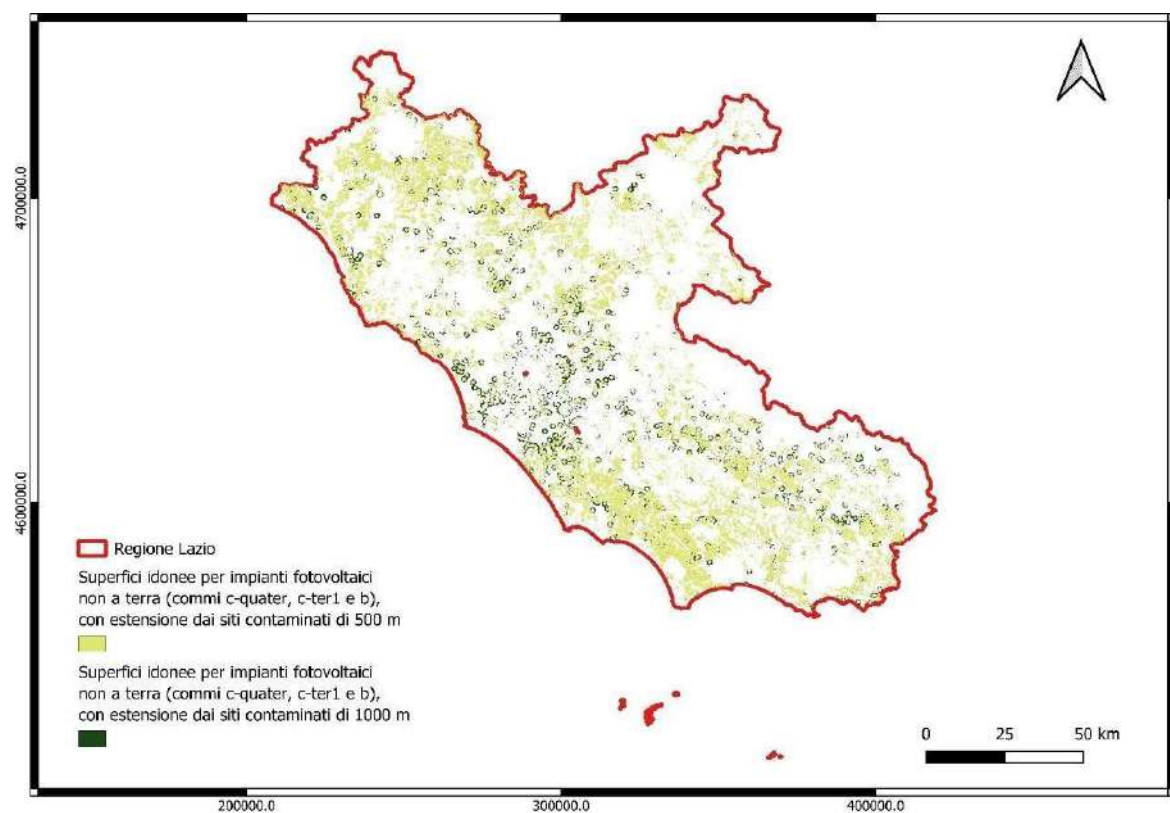 4700000.0
4600000.0
Regione Lazio
Superfici idonee per impianti fotovoltaici
non a terra (commi c-quater, c-ter1 e b),
con estensione dai siti contaminati di 500 m
Superfici idonee per impianti fotovoltaici
non a terra (commi c-quater, c-ter1 e b),
con estensione dai siti contaminati di 1000 m
0 25 50 km
200000.0 300000.0 400000.0